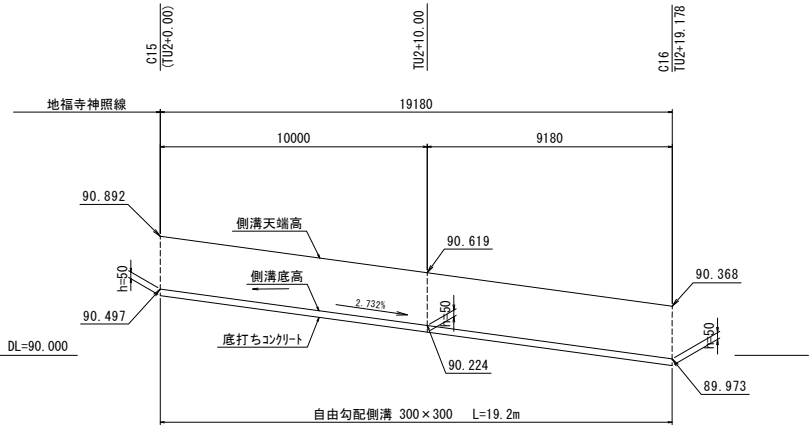 C15
(TU2+0.00)
TU2+10.00
C16
TU2+19.178
地福寺神照線
19180
10000
9180
90.892
側溝天端高
90.619
90.368
h=50
側溝底高
2.732%
h=50
h=50
90.497
底打ちｺﾝｸﾘｰﾄ
90.224
DL=90.000
89.973
自由勾配側溝 300×300 L=19.2m